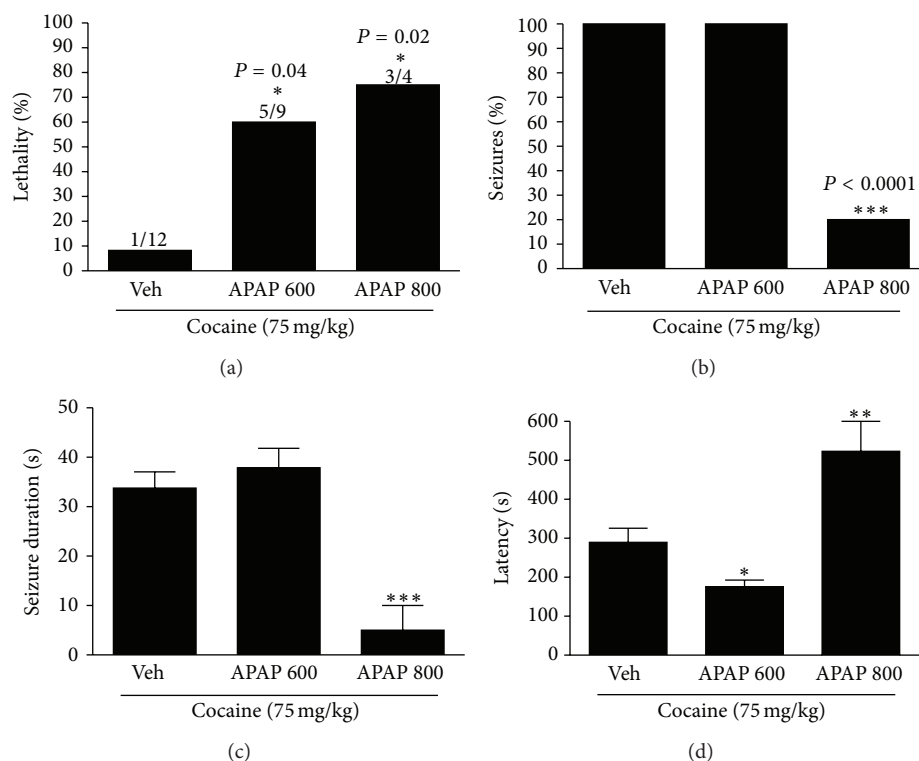 100
90
80
70
60
50
40
30
20
10
0
Lethality (%)
P = 0.04
*
5/9
P = 0.02
*
3/4
1/12
Veh
APAP 600
APAP 800
Cocaine (75 mg/kg)
(a)
100
90
80
70
60
50
40
30
20
10
0
Seizures (%)
P < 0.0001
***
Veh
APAP 600
APAP 800
Cocaine (75 mg/kg)
(b)
50
40
30
20
10
0
Seizure duration (s)
***
Veh
APAP 600
APAP 800
Cocaine (75 mg/kg)
(c)
600
500
400
300
200
100
0
Latency (s)
*
**
Veh
APAP 600
APAP 800
Cocaine (75 mg/kg)
(d)